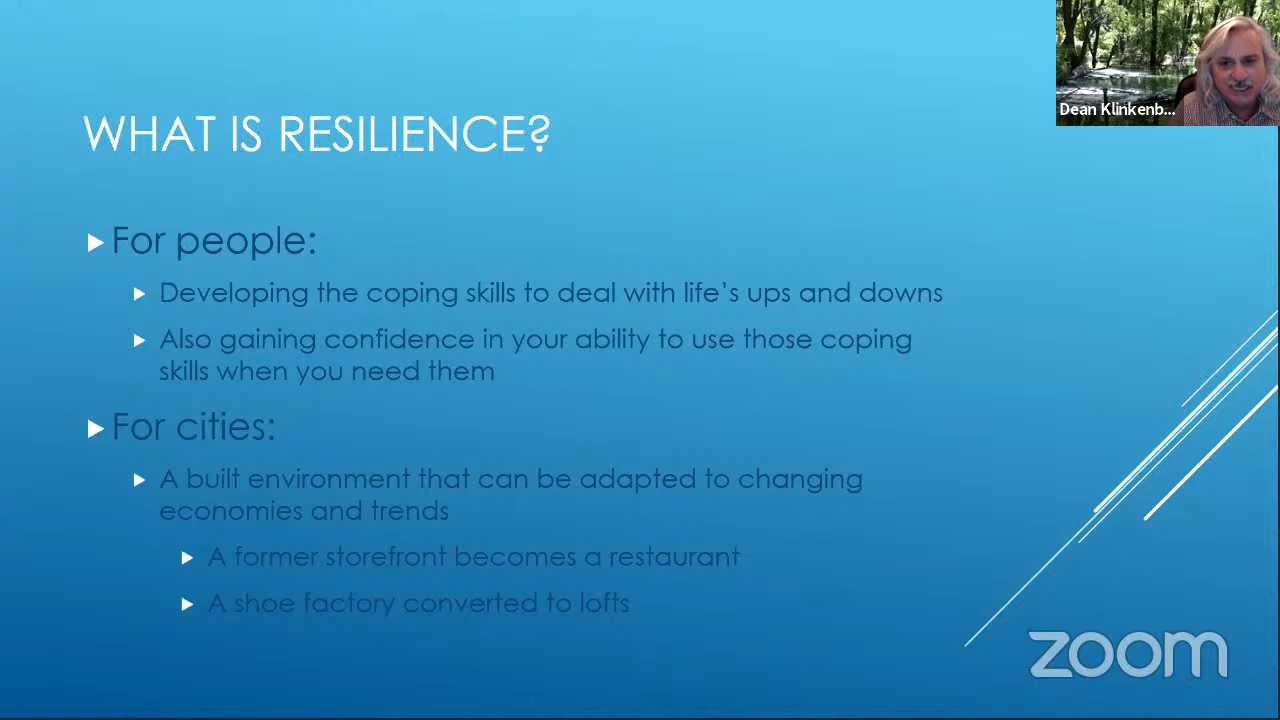 Dean Klinkenb...
WHAT IS RESILIENCE?
For people:
Developing the coping skills to deal with life's ups and downs
Also gaining confidence in your ability to use those coping
skills when you need them
For cities:
A built environment that can be adapted to changing
economies and trends
A former storefront becomes a restaurant
A shoe factory converted to lofts
zoom